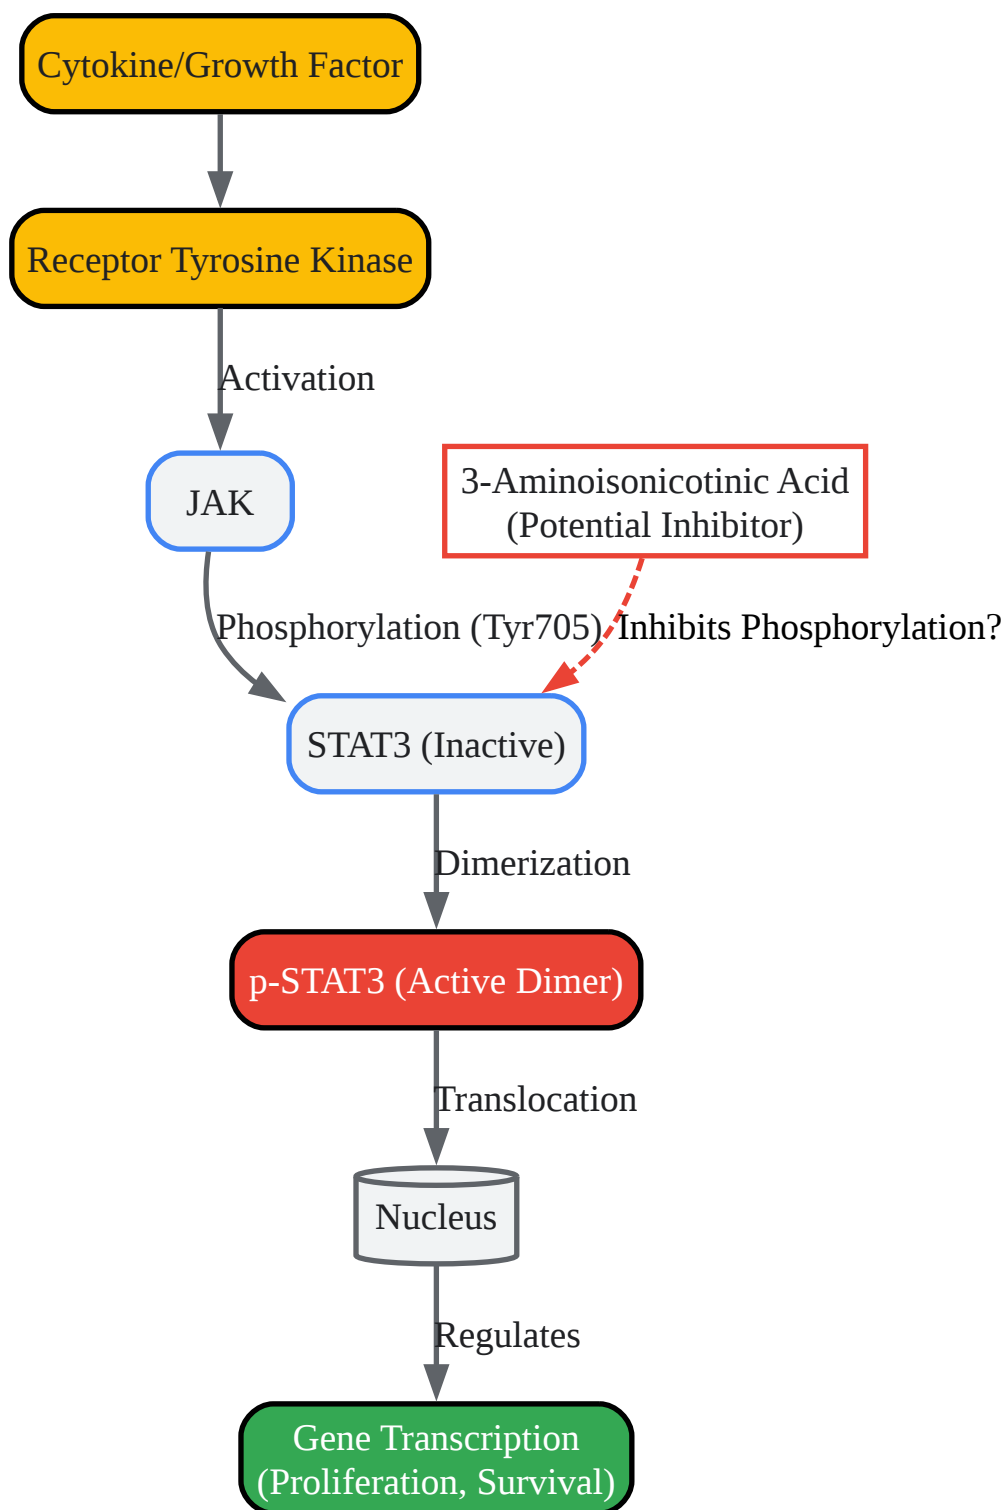 Cytokine/Growth Factor
Receptor Tyrosine Kinase
Activation
JAK
3-Aminoisonicotinic Acid
(Potential Inhibitor)
Phosphorylation (Tyr705)
Inhibits Phosphorylation?
STAT3 (Inactive)
Dimerization
p-STAT3 (Active Dimer)
Translocation
Nucleus
Regulates
Gene Transcription
(Proliferation, Survival)